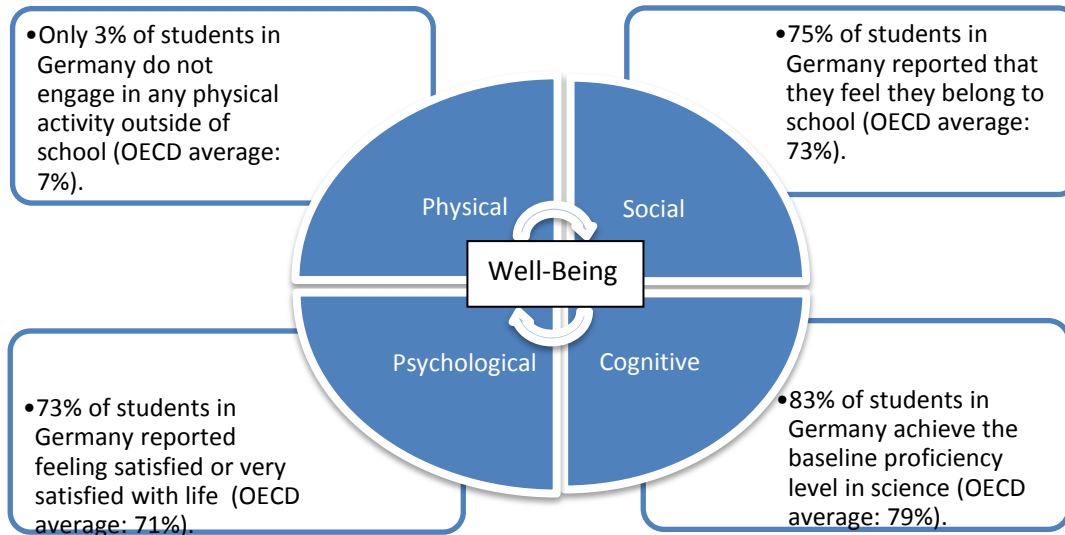 •Only 3% of students in
Germany do not
engage in any physical
activity outside of
school (OECD average:
7%).
•75% of students in
Germany reported that
they feel they belong to
school (OECD average:
73%).
Physical
Social
Well-Being
Psychological
Cognitive
•73% of students in
Germany reported
feeling satisfied or very
satisfied with life  (OECD
average: 71%).
•83% of students in
Germany achieve the
baseline proficiency
level in science (OECD
average: 79%).